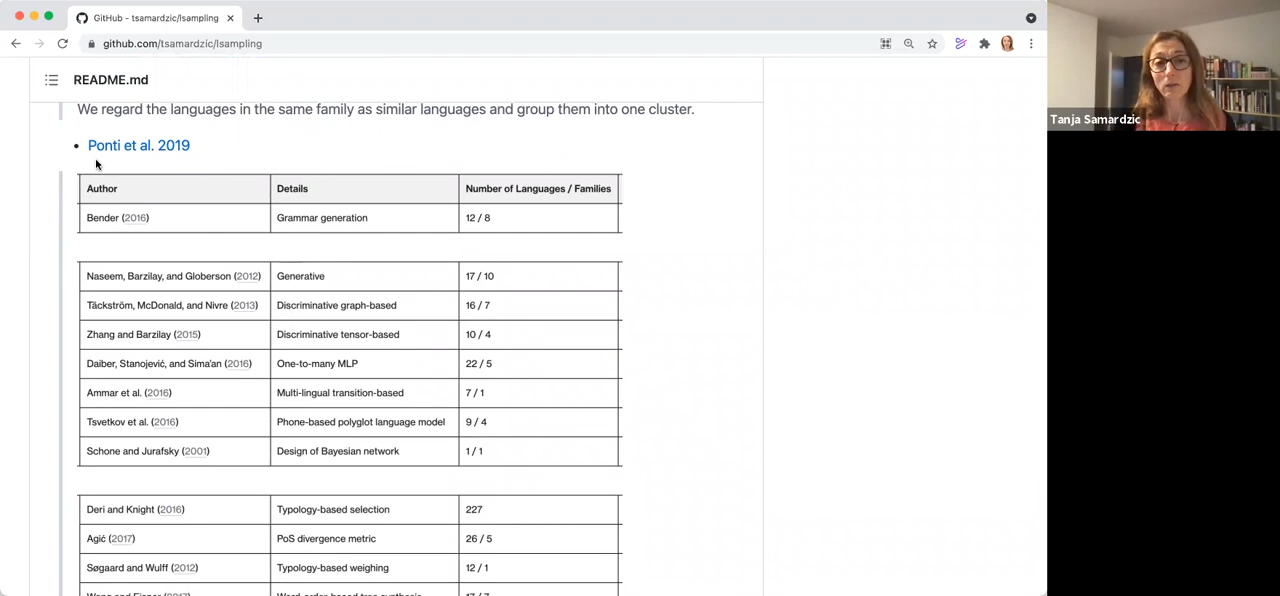 GitHub - tsamardzic/lsampling
github.com/tsamardzic/lsampling
README.md
We regard the languages in the same family as similar languages and group them into one cluster.
Ponti et al. 2019
Author Details Number of Languages / Families
Bender (2016) Grammar generation 12 / 8
Naseem, Barzilay, and Globerson (2012) Generative 17 / 10
Täckström, McDonald, and Nivre (2013) Discriminative graph-based 16 / 7
Zhang and Barzilay (2015) Discriminative tensor-based 10 / 4
Daiber, Stanojević, and Sima'an (2016) One-to-many MLP 22 / 5
Ammar et al. (2016) Multi-lingual transition-based 7 / 1
Tsvetkov et al. (2016) Phone-based polyglot language model 9 / 4
Schone and Jurafsky (2001) Design of Bayesian network 1 / 1
Deri and Knight (2016) Typology-based selection 227
Agić (2017) PoS divergence metric 26 / 5
Søgaard and Wulff (2012) Typology-based weighing 12 / 1
Tanja Samardzic